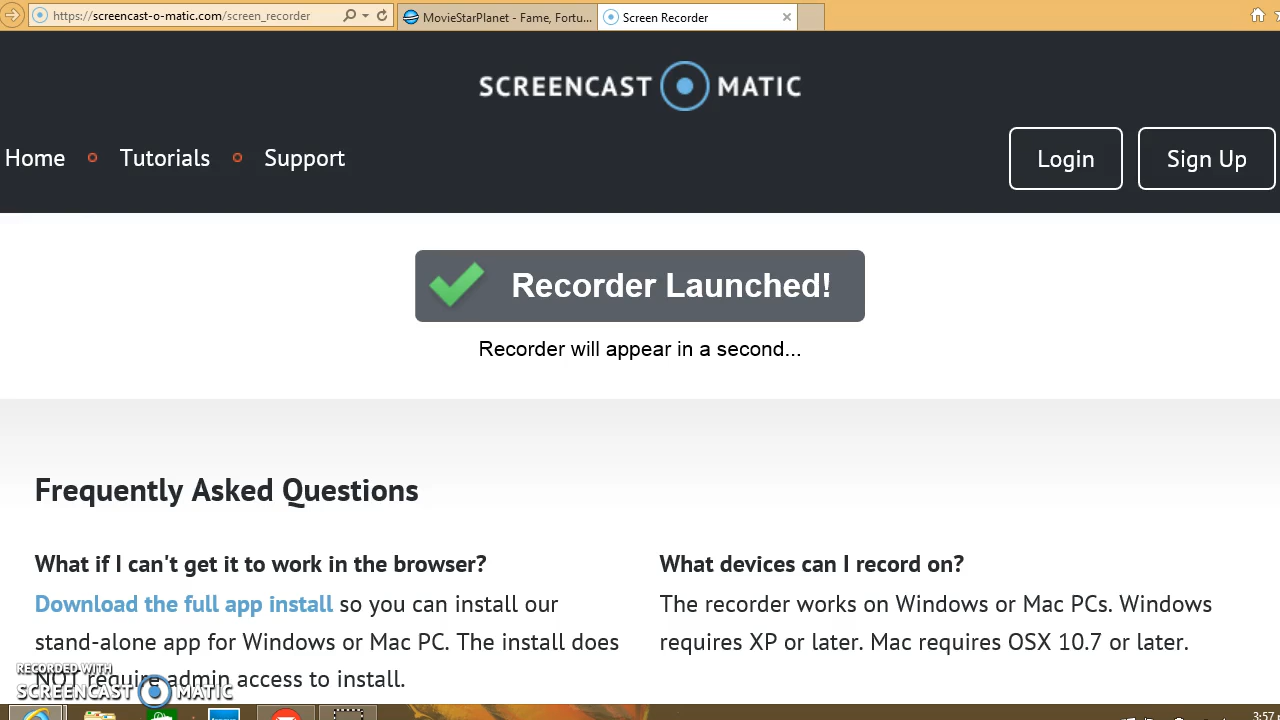 https://screencast-o-matic.com/screen_recorder
MovieStarPlanet - Fame, Fortu...
Screen Recorder
SCREENCAST MATIC
Home
Tutorials
Support
Login
Sign Up
Recorder Launched!
Recorder will appear in a second...
Frequently Asked Questions
What if I can't get it to work in the browser?
Download the full app install so you can install our
stand-alone app for Windows or Mac PC. The install does
NOT require admin access to install.
What devices can I record on?
The recorder works on Windows or Mac PCs. Windows
requires XP or later. Mac requires OSX 10.7 or later.
RECORDED WITH
SCREENCAST MATIC
3:57